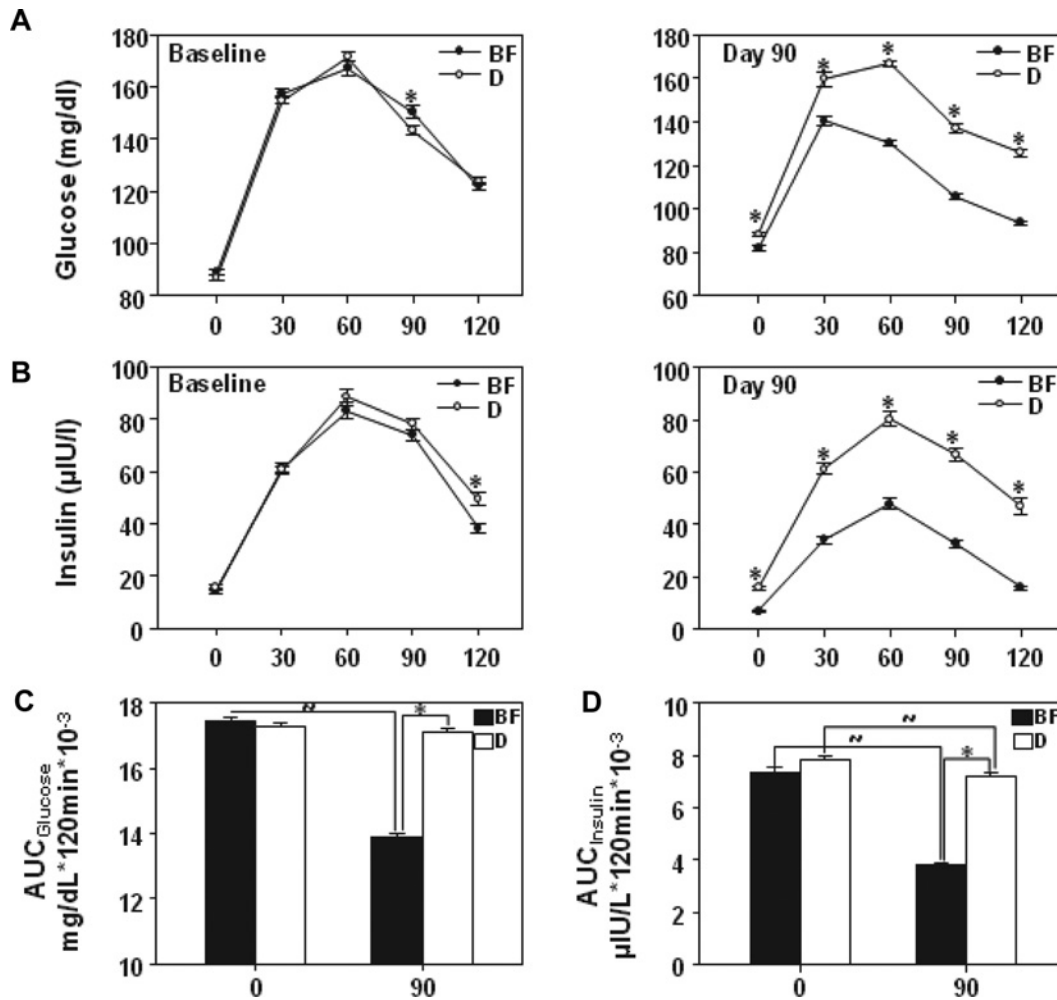 A
Glucose (mg/dl)
180
160
140
120
100
80
Baseline
BF
D
*
0 30 60 90 120
180
160
140
120
100
80
60
Day 90
BF
D
* * * * *
0 30 60 90 120
B
Insulin (µIU/l)
100
80
60
40
20
0
Baseline
BF
D
*
0 30 60 90 120
100
80
60
40
20
0
Day 90
BF
D
* * * * *
0 30 60 90 120
C
AUC Glucose
mg/dL*120min*10-3
18
16
14
12
10
~ *
BF
D
0 90
D
AUC Insulin
µIU/L*120min*10-3
10
8
6
4
2
0
~
~ *
BF
D
0 90